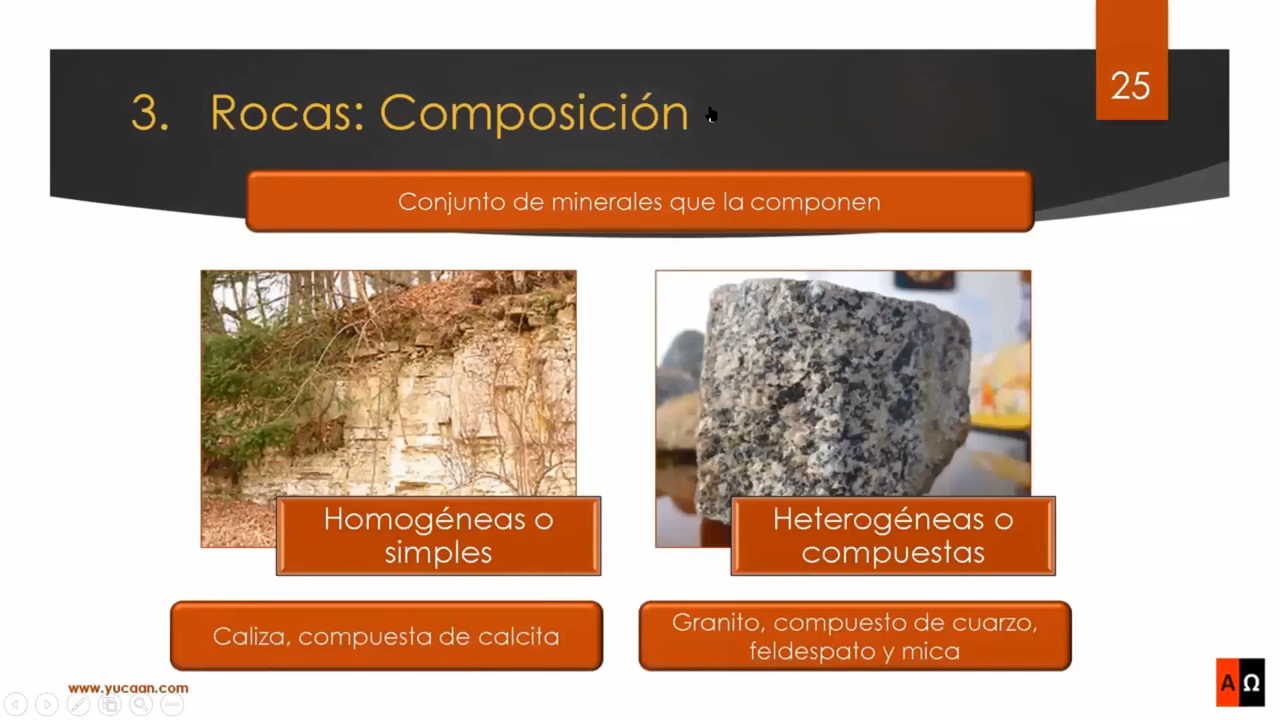 25
3. Rocas: Composición
Conjunto de minerales que la componen
Homogéneas o
simples
Heterogéneas o
compuestas
Caliza, compuesta de calcita
Granito, compuesto de cuarzo,
feldespato y mica
www.yucaan.com
A Ω